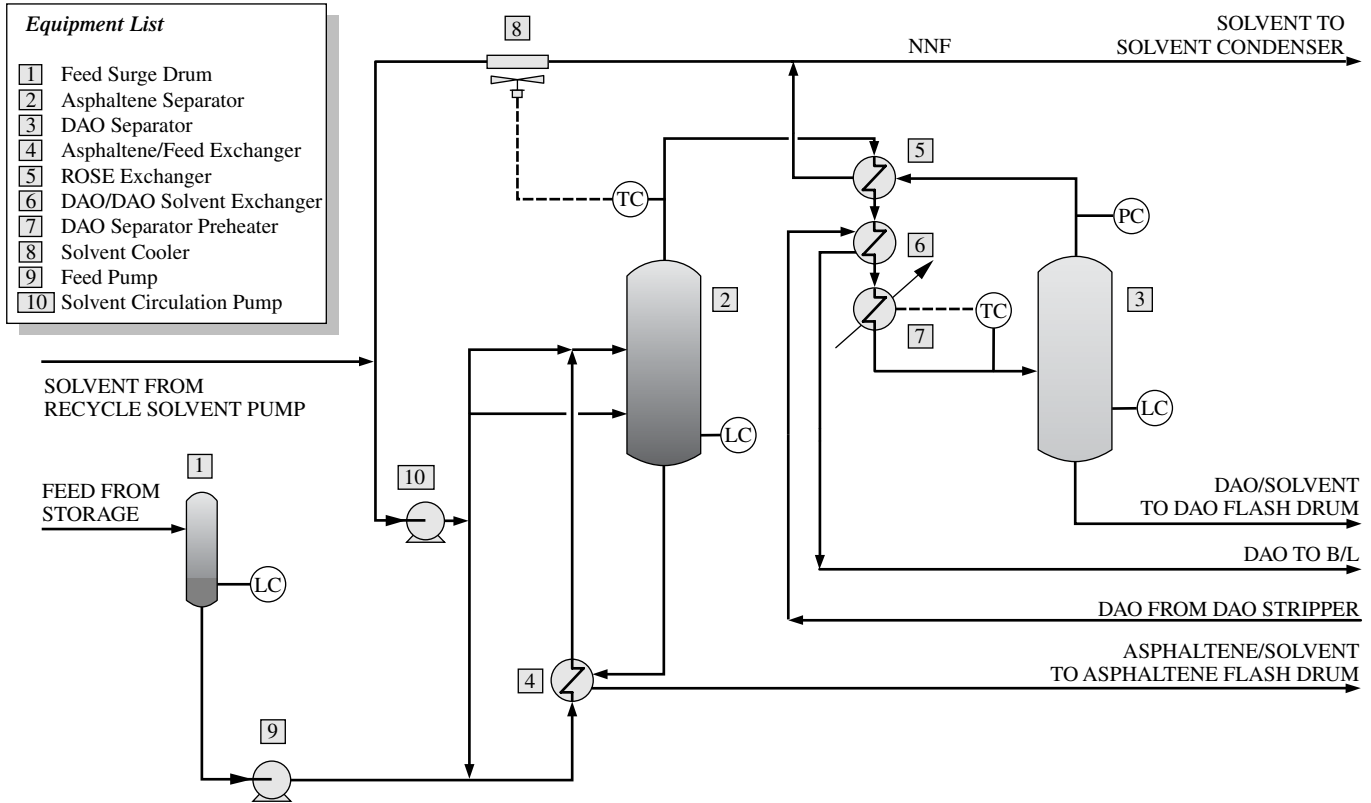 Equipment List
1 Feed Surge Drum
2 Asphaltene Separator
3 DAO Separator
4 Asphaltene/Feed Exchanger
5 ROSE Exchanger
6 DAO/DAO Solvent Exchanger
7 DAO Separator Preheater
8 Solvent Cooler
9 Feed Pump
10 Solvent Circulation Pump
8
NNF
SOLVENT TO
SOLVENT CONDENSER
5
TC
PC
6
2
3
TC
7
SOLVENT FROM
RECYCLE SOLVENT PUMP
LC
LC
1
10
FEED FROM
STORAGE
DAO/SOLVENT
TO DAO FLASH DRUM
LC
DAO TO B/L
DAO FROM DAO STRIPPER
4
ASPHALTENE/SOLVENT
TO ASPHALTENE FLASH DRUM
9